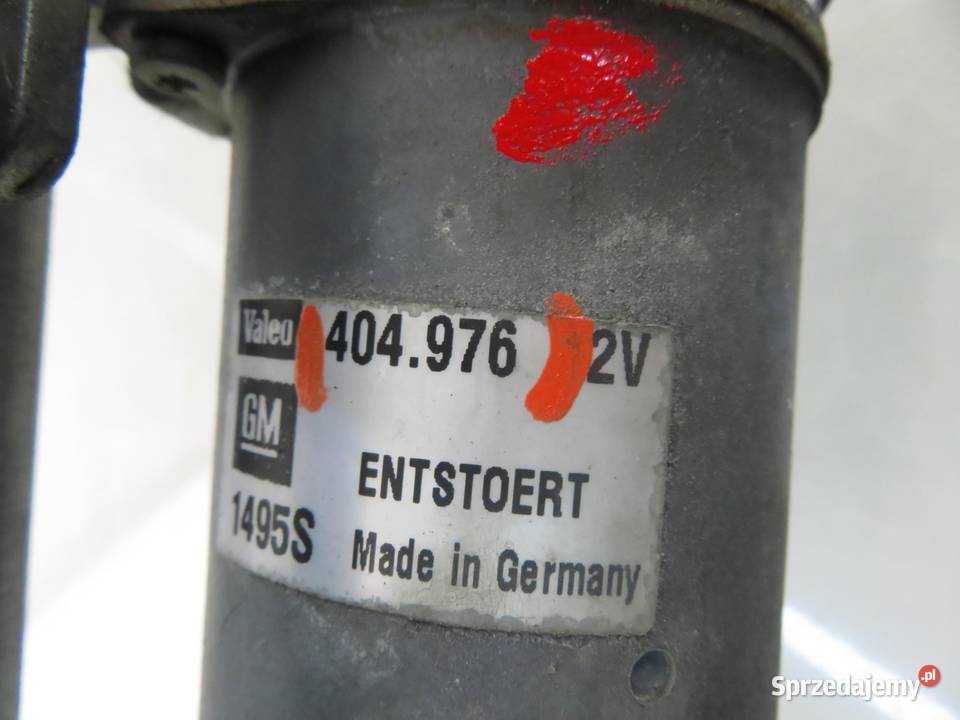 Valeo 404.976 2V
GM
ENTSTOERT
1495S Made in Germany
Sprzedajemy.pl